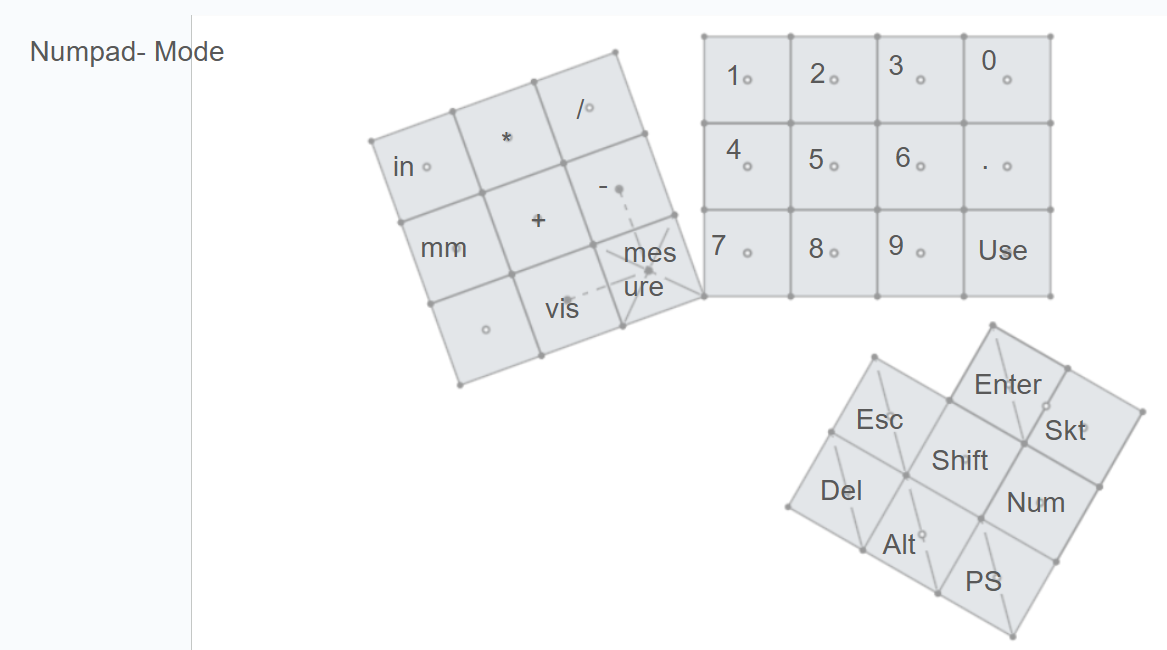 Numpad- Mode
in
*
/
mm
+
-
vis
mes
ure
1
2
3
0
4
5
6
.
7
8
9
Use
Esc
Enter
Skt
Shift
Del
Num
Alt
PS